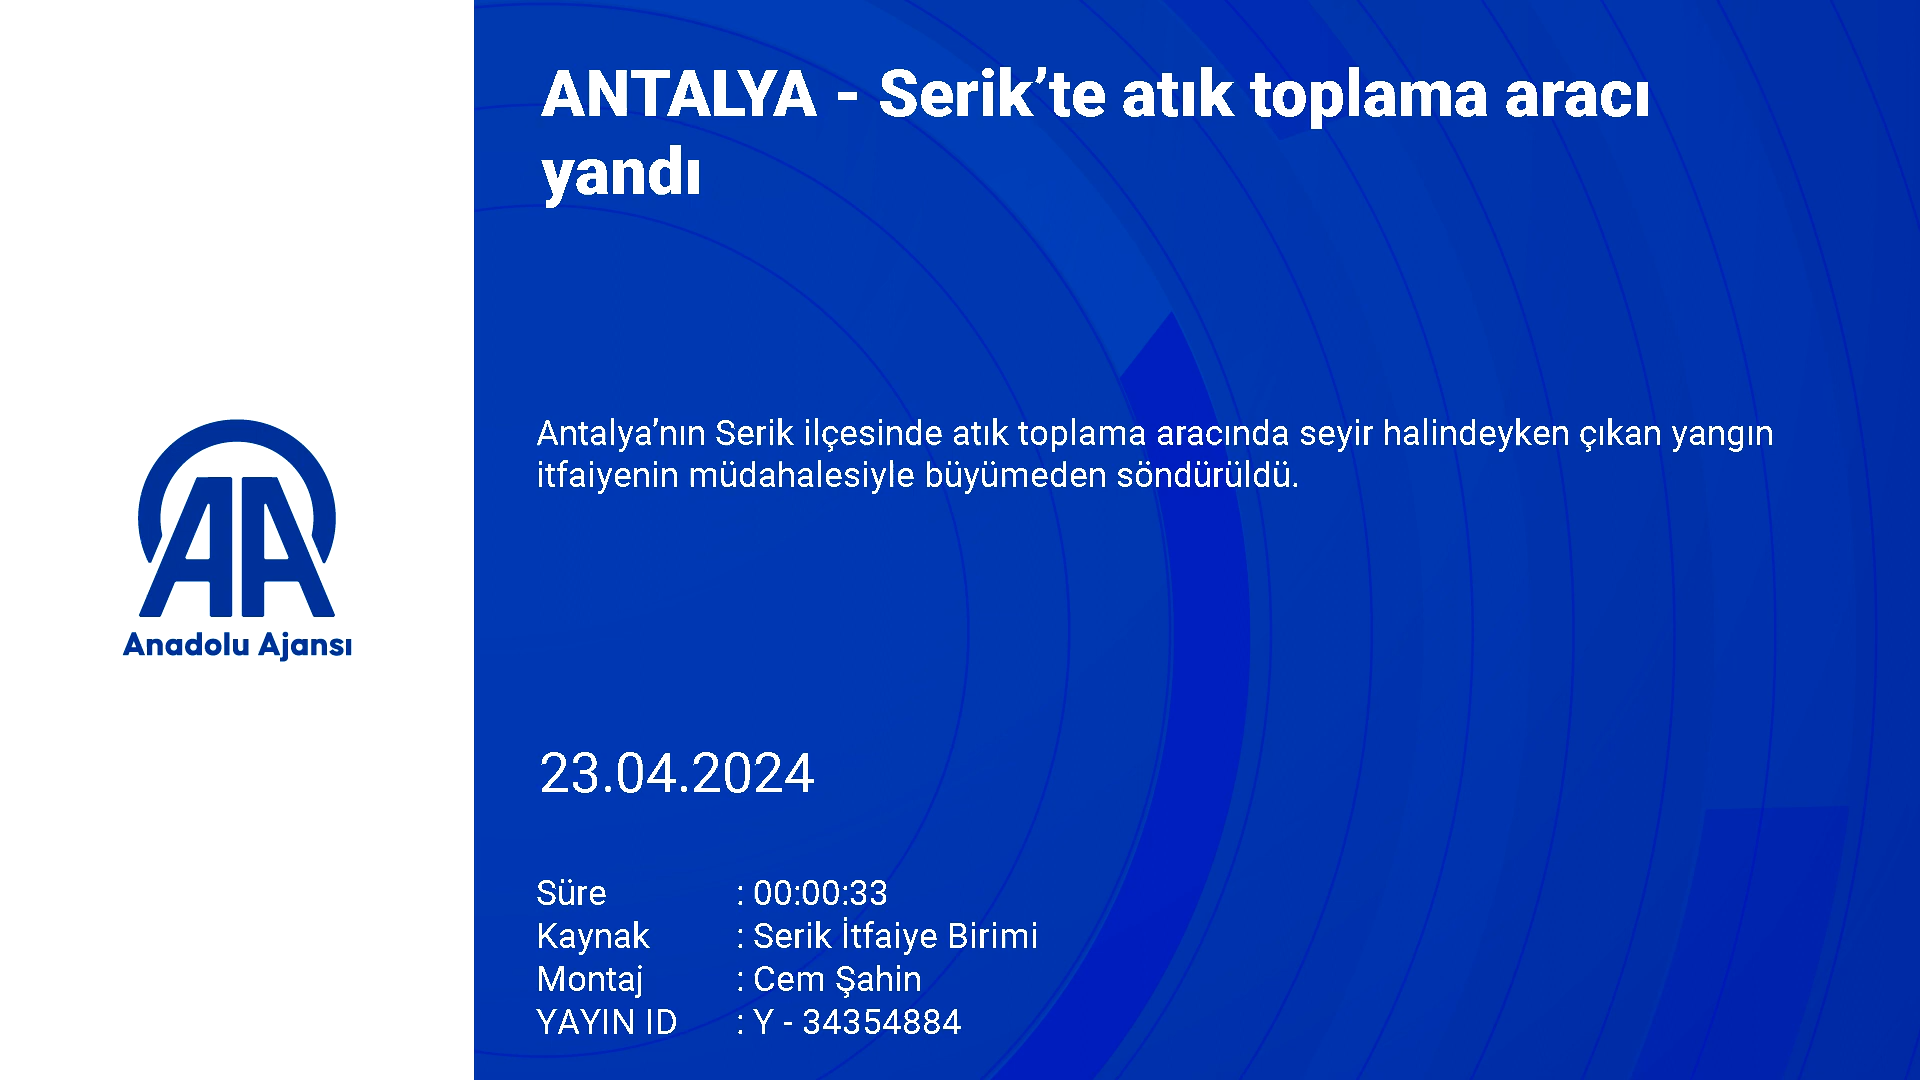 ANTALYA - Serik’te atık toplama aracı
yandı
Antalya’nın Serik ilçesinde atık toplama aracında seyir halindeyken çıkan yangın
itfaiyenin müdahalesiyle büyümeden söndürüldü.
AA
Anadolu Ajansı
23.04.2024
Süre : 00:00:33
Kaynak : Serik İtfaiye Birimi
Montaj : Cem Şahin
YAYIN ID : Y - 34354884